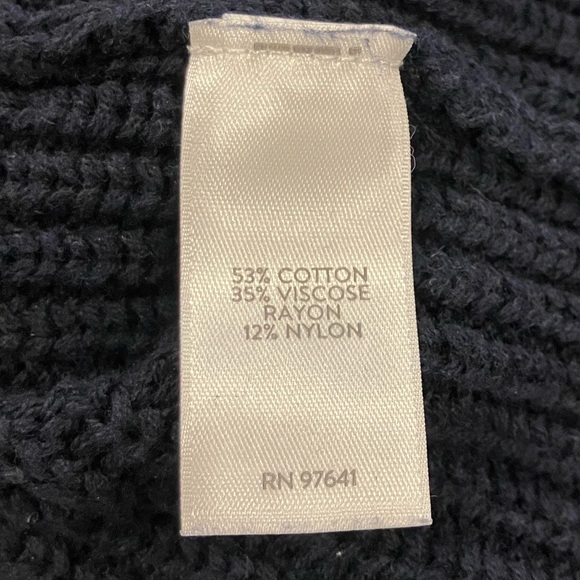 53% COTTON
35% VISCOSE
RAYON
12% NYLON
RN 97641